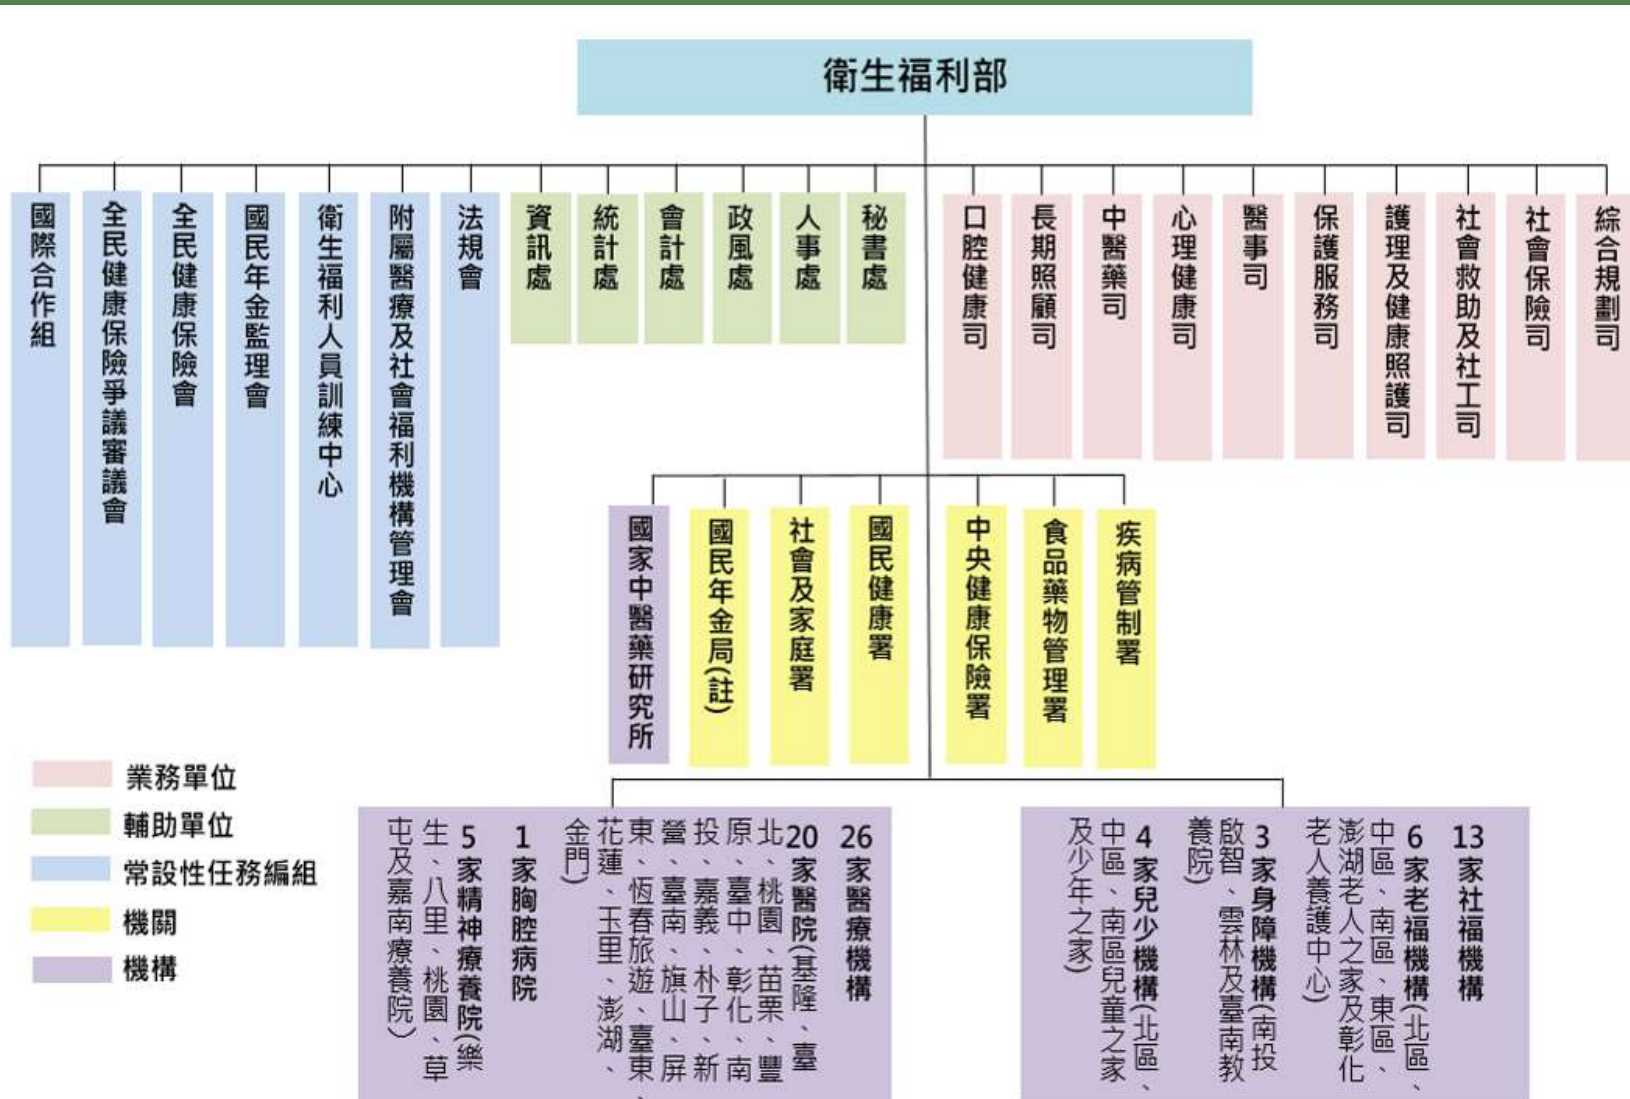 衛生福利部
綜合規劃司
社會保險司
社會救助及社工司
護理及健康照護司
保護服務司
醫事司
心理健康司
中醫藥司
長期照顧司
口腔健康司
秘書處
人事處
政風處
會計處
統計處
資訊處
法規會
附屬醫療及社會福利機構管理會
衛生福利人員訓練中心
國民年金監理會
全民健康保險會
全民健康保險爭議審議會
國際合作組
疾病管制署
食品藥物管理署
中央健康保險署
國民健康署
社會及家庭署
國民年金局(註)
國家中醫藥研究所
13家社福機構
6家老福機構(北區、
中區、南區、東區、
澎湖老人之家及彰化
老人養護中心)
3家身障機構(南投
啟智、雲林及臺南教
養院)
4家兒少機構(北區、
中區、南區兒童之家
及少年之家)
26家醫療機構
20家醫院(基隆、臺
北、桃園、苗栗、豐
原、臺中、彰化、南
投、嘉義、朴子、新
營、臺南、旗山、屏
東、恆春旅遊、臺東、
花蓮、玉里、澎湖、
金門)
1家胸腔病院
5家精神療養院(樂
生、八里、桃園、草
屯及嘉南療養院)
業務單位
輔助單位
常設性任務編組
機關
機構